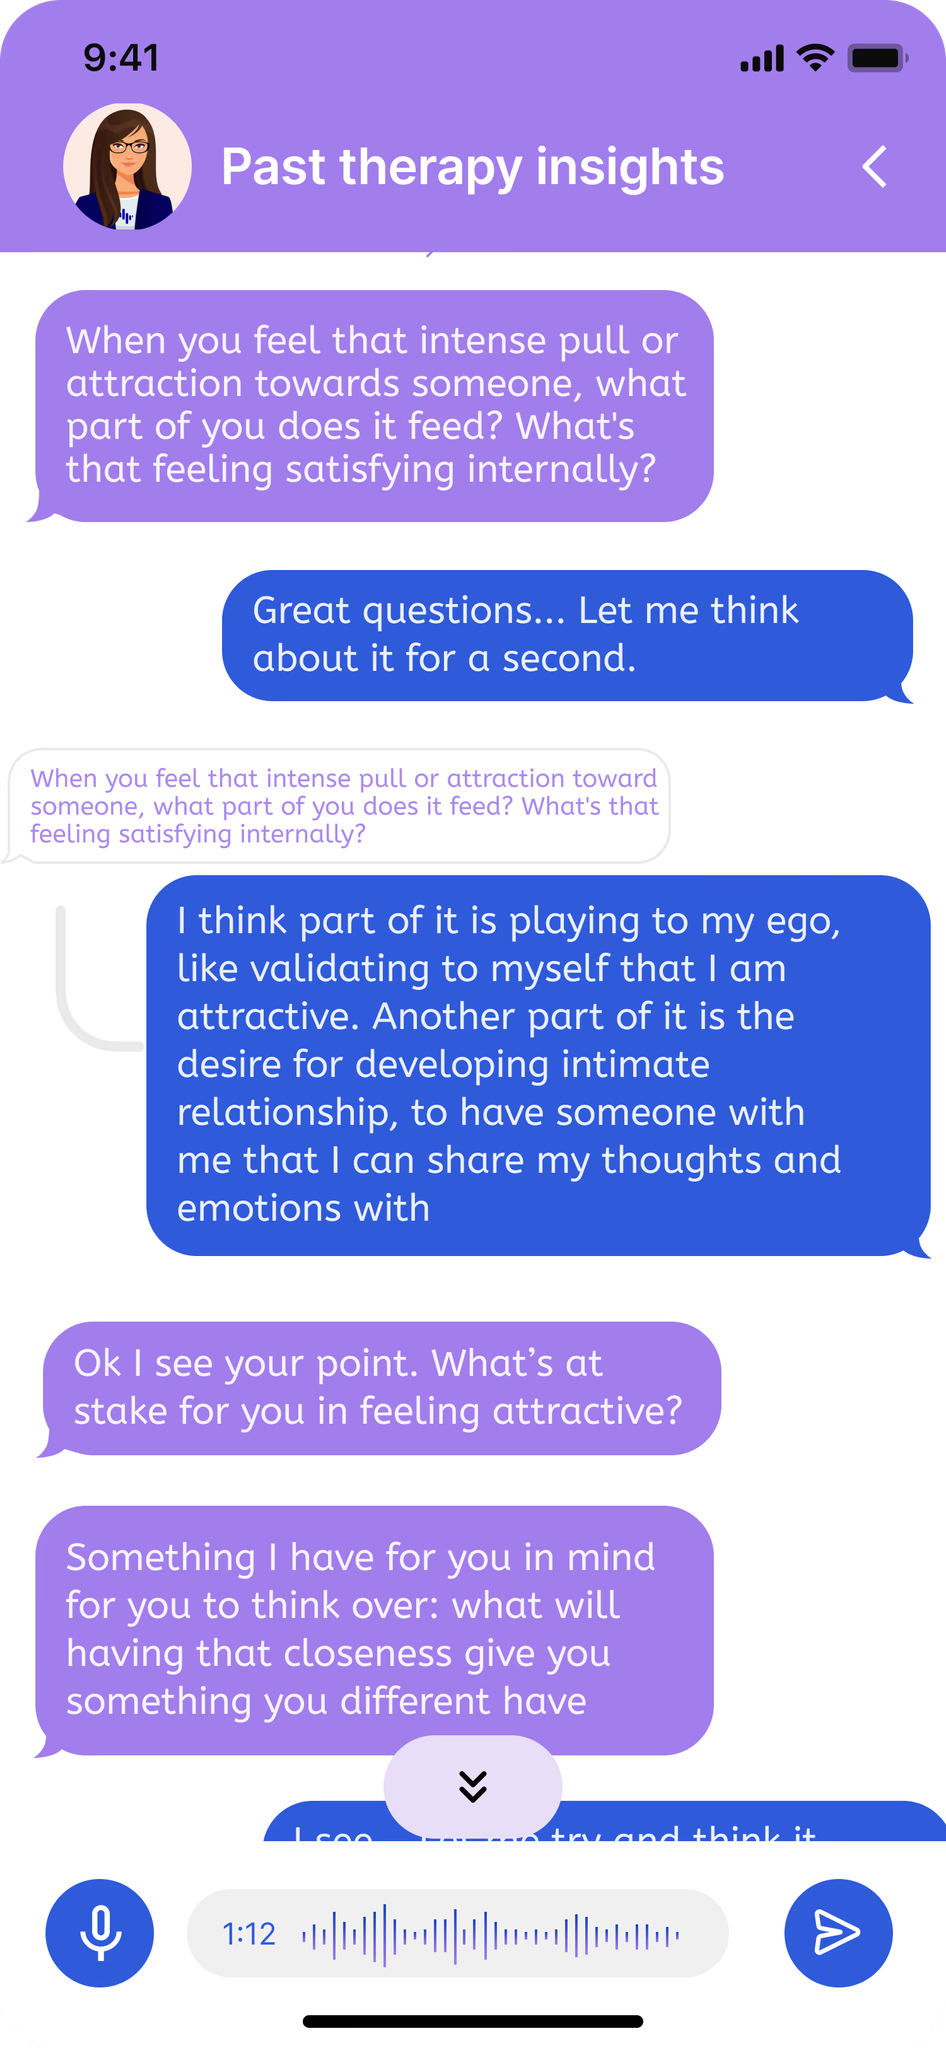 9:41
Past therapy insights
When you feel that intense pull or
attraction towards someone, what
part of you does it feed? What's
that feeling satisfying internally?
Great questions... Let me think
about it for a second.
When you feel that intense pull or attraction toward
someone, what part of you does it feed? What's that
feeling satisfying internally?
I think part of it is playing to my ego,
like validating to myself that I am
attractive. Another part of it is the
desire for developing intimate
relationship, to have someone with
me that I can share my thoughts and
emotions with
Ok I see your point. What’s at
stake for you in feeling attractive?
Something I have for you in mind
for you to think over: what will
having that closeness give you
something you different have
I see try and think it
1:12